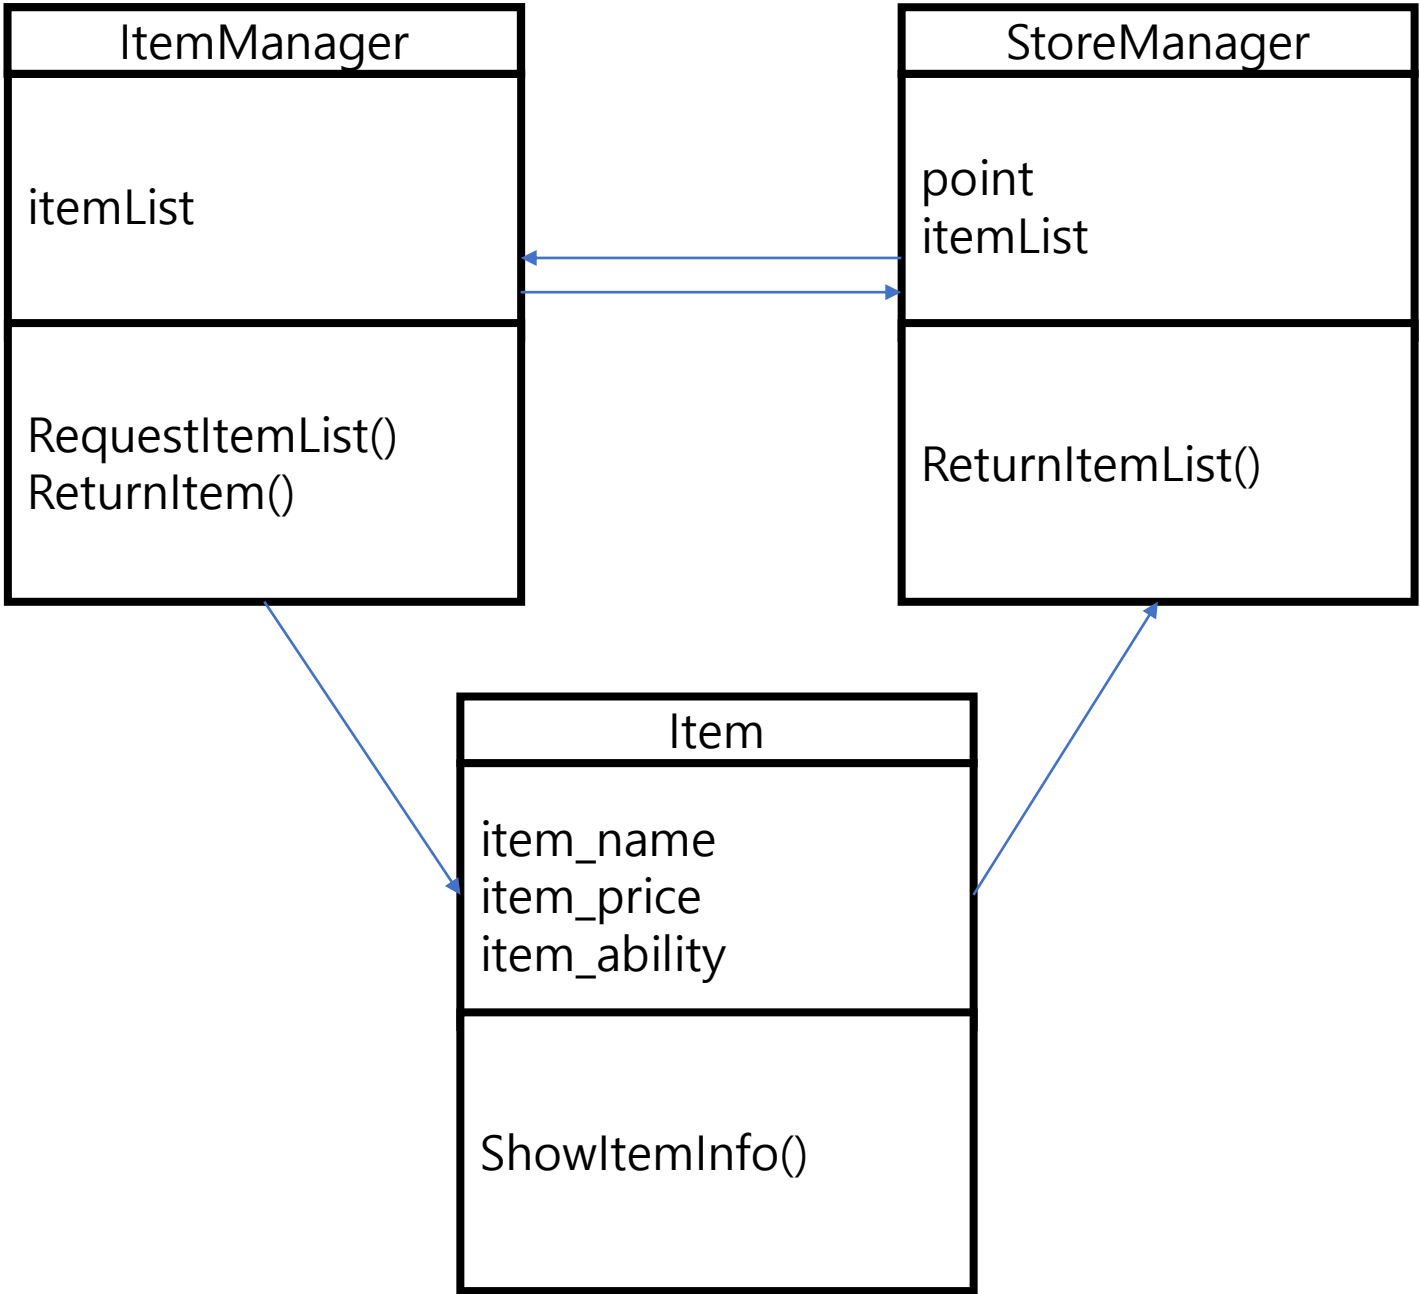 ItemManager
itemList
RequestItemList()
ReturnItem()
StoreManager
point
itemList
ReturnItemList()
Item
item_name
item_price
item_ability
ShowItemInfo()